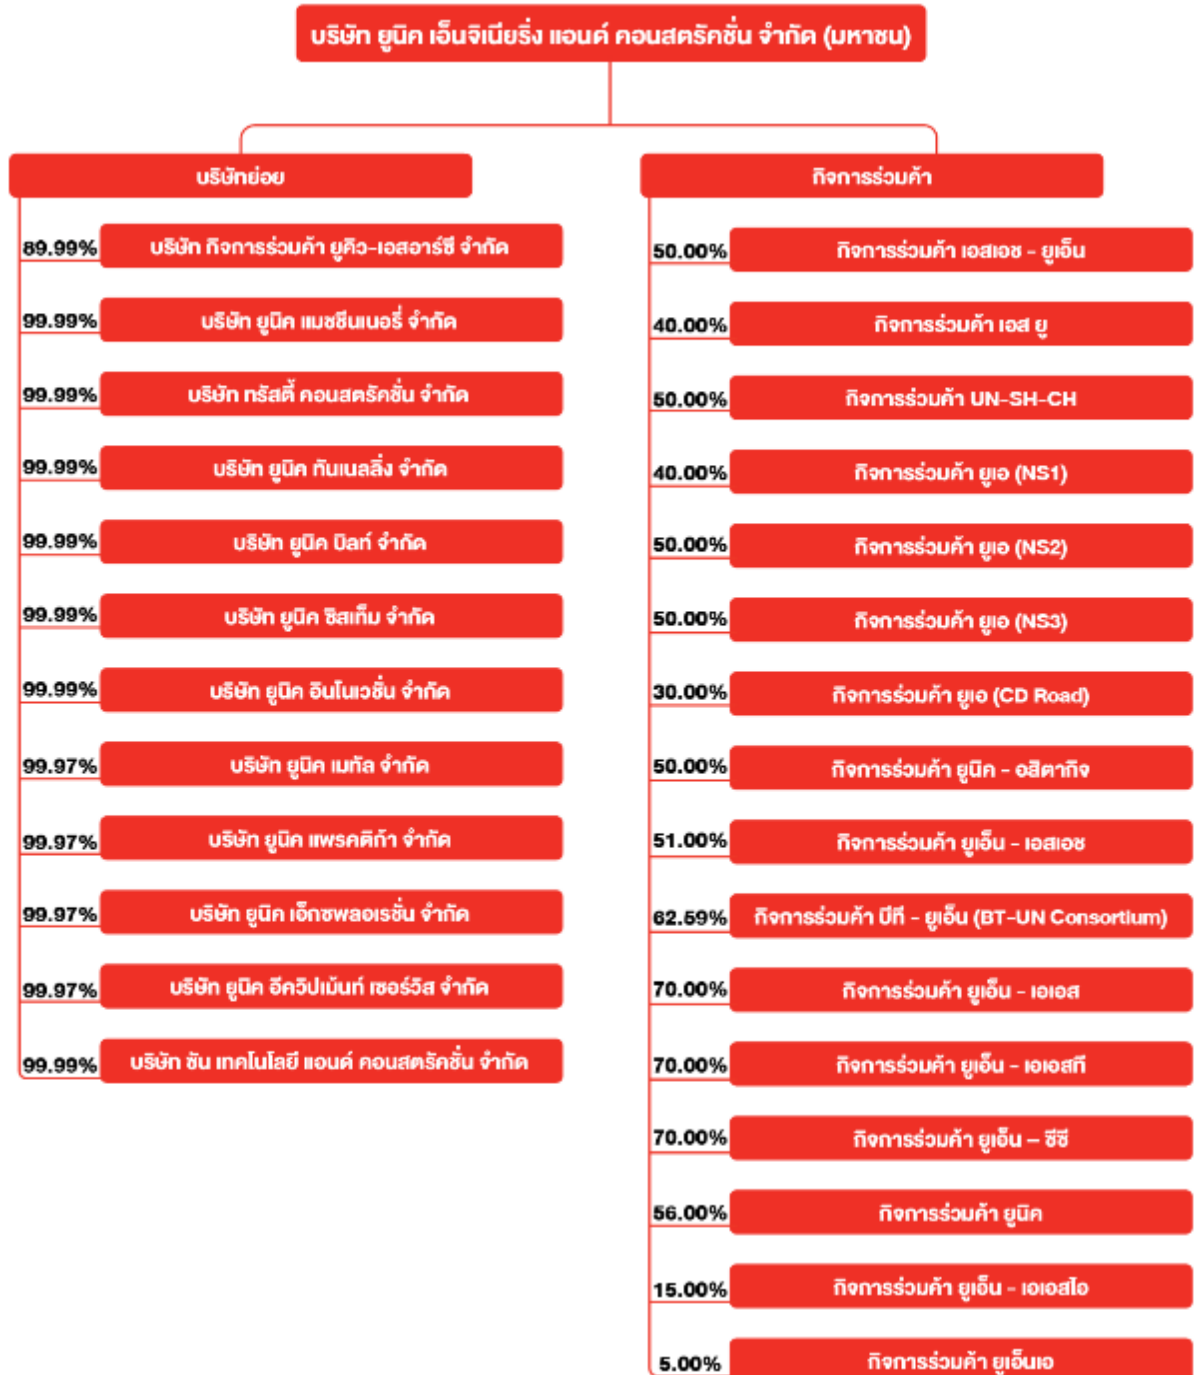 บริษัท ยูนิค เอ็นจิเนียริ่ง แอนด์ คอนสตรัคชั่น จำกัด (มหาชน)
บริษัทย่อย
89.99% บริษัท กิจการร่วมค้า ยูคิว-เอสอาร์ซี จำกัด
99.99% บริษัท ยูนิค แมชชีนเนอรี่ จำกัด
99.99% บริษัท ทรัสตี้ คอนสตรัคชั่น จำกัด
99.99% บริษัท ยูนิค ทันเนลลิ่ง จำกัด
99.99% บริษัท ยูนิค บิลท์ จำกัด
99.99% บริษัท ยูนิค ซิสเท็ม จำกัด
99.99% บริษัท ยูนิค อินโนเวชั่น จำกัด
99.97% บริษัท ยูนิค เมทัล จำกัด
99.97% บริษัท ยูนิค แพรคติก้า จำกัด
99.97% บริษัท ยูนิค เอ็กซพลอเรชั่น จำกัด
99.97% บริษัท ยูนิค อีควิปเม้นท์ เซอร์วิส จำกัด
99.99% บริษัท ซัน เทคโนโลยี แอนด์ คอนสตรัคชั่น จำกัด
กิจการร่วมค้า
50.00% กิจการร่วมค้า เอสเอช - ยูเอ็น
40.00% กิจการร่วมค้า เอส ยู
50.00% กิจการร่วมค้า UN-SH-CH
40.00% กิจการร่วมค้า ยูเอ (NS1)
50.00% กิจการร่วมค้า ยูเอ (NS2)
50.00% กิจการร่วมค้า ยูเอ (NS3)
30.00% กิจการร่วมค้า ยูเอ (CD Road)
50.00% กิจการร่วมค้า ยูนิค - อสิตากิจ
51.00% กิจการร่วมค้า ยูเอ็น - เอสเอช
62.59% กิจการร่วมค้า บีที - ยูเอ็น (BT-UN Consortium)
70.00% กิจการร่วมค้า ยูเอ็น - เอเอส
70.00% กิจการร่วมค้า ยูเอ็น - เอเอสที
70.00% กิจการร่วมค้า ยูเอ็น – ซีซี
56.00% กิจการร่วมค้า ยูนิค
15.00% กิจการร่วมค้า ยูเอ็น - เอเอสไอ
5.00% กิจการร่วมค้า ยูเอ็นเอ